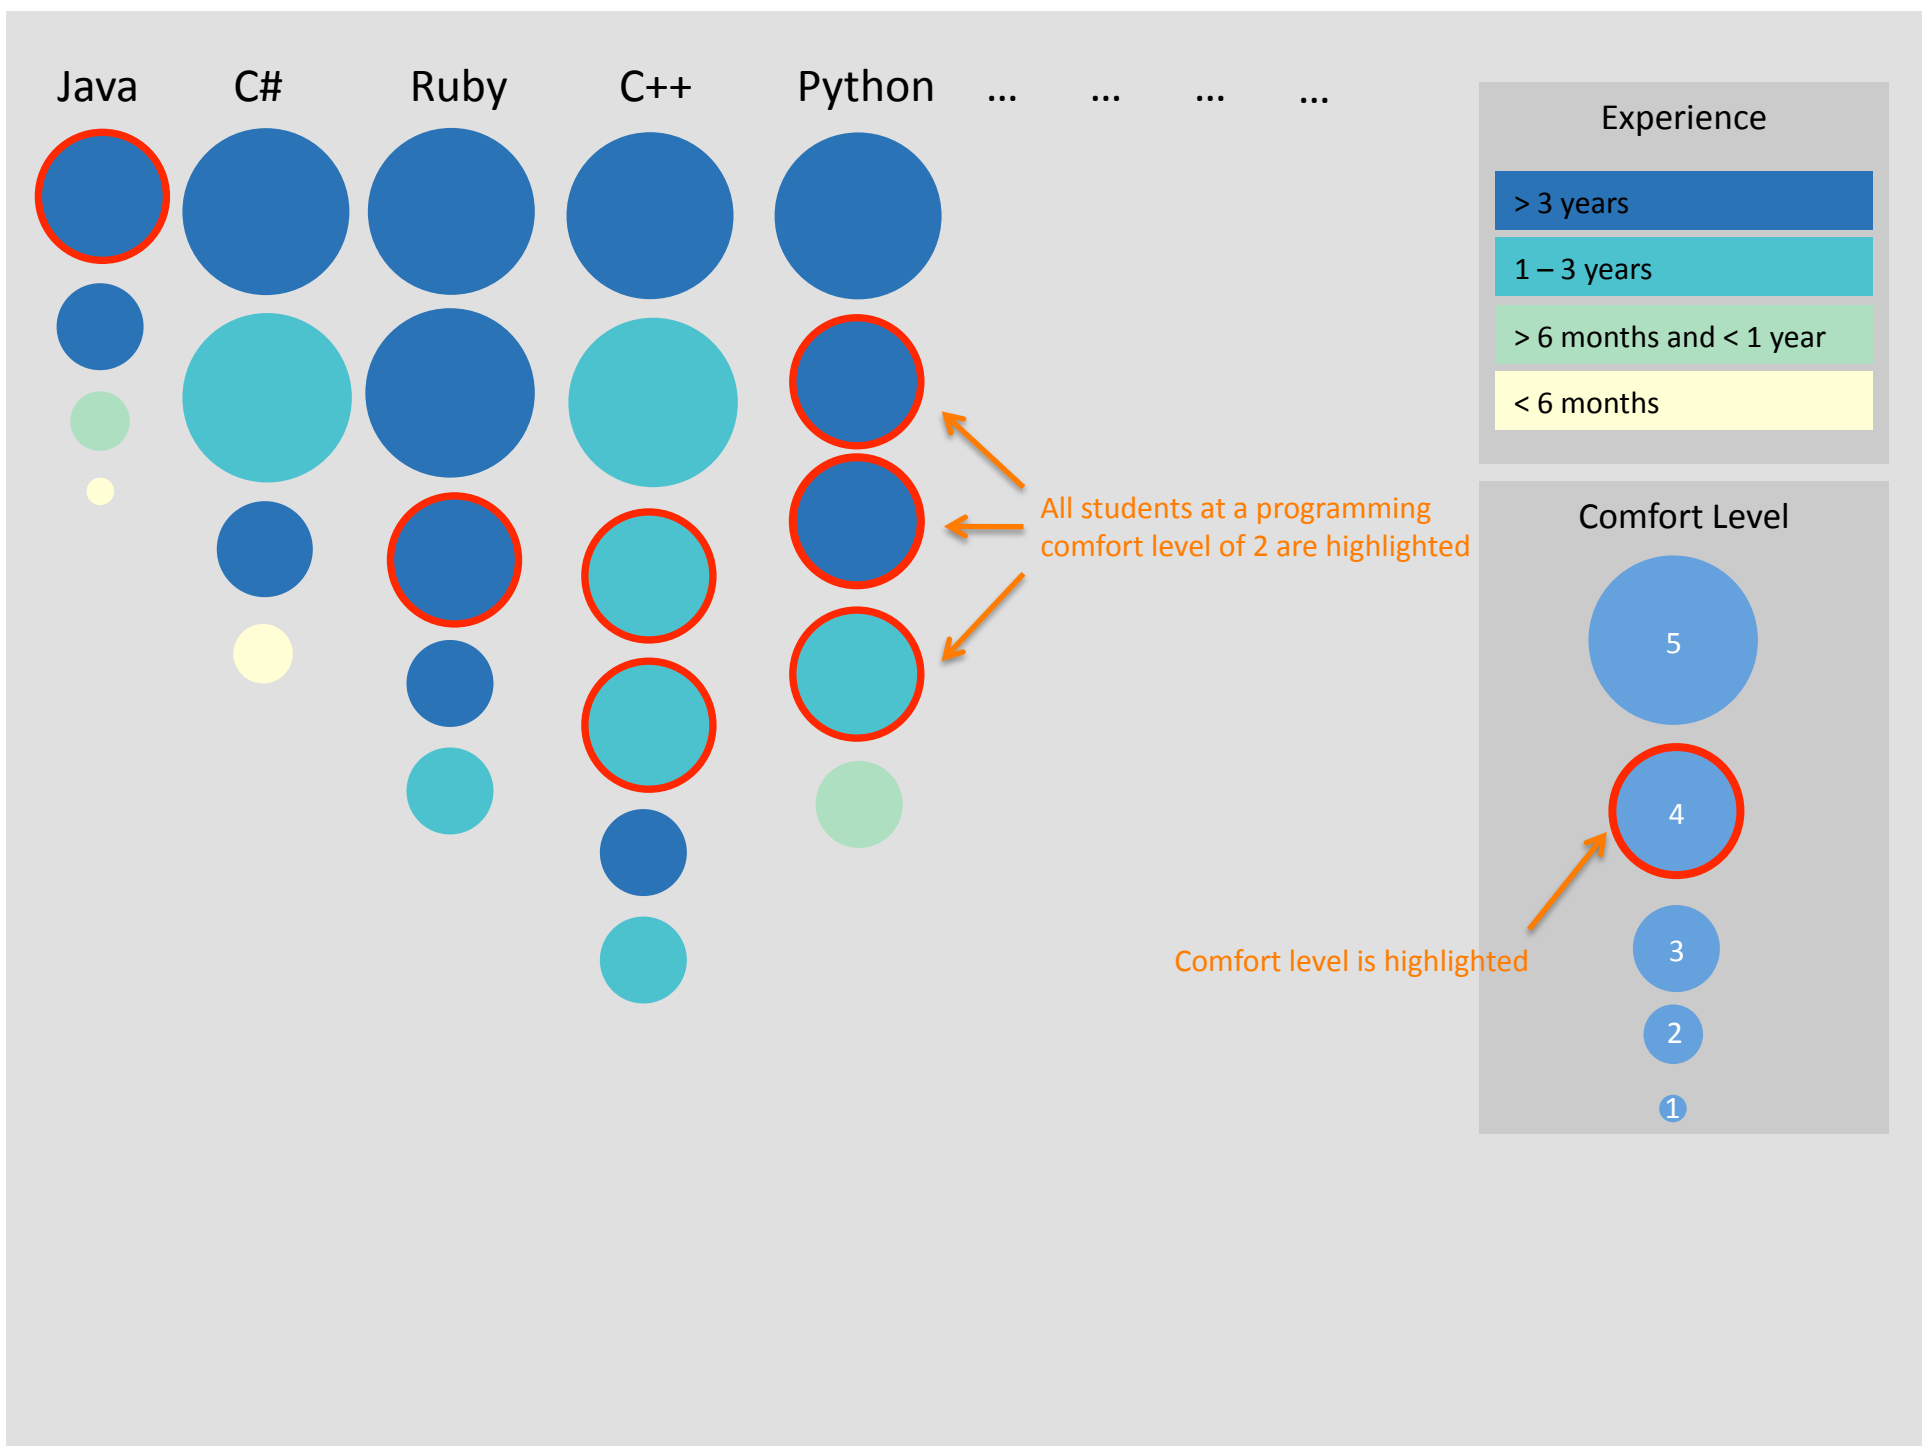 Java C# Ruby C++ Python ... ... ... ...
Experience
> 3 years
1 – 3 years
> 6 months and < 1 year
< 6 months
All students at a programming
comfort level of 2 are highlighted
Comfort Level
5
4
3
2
1
Comfort level is highlighted